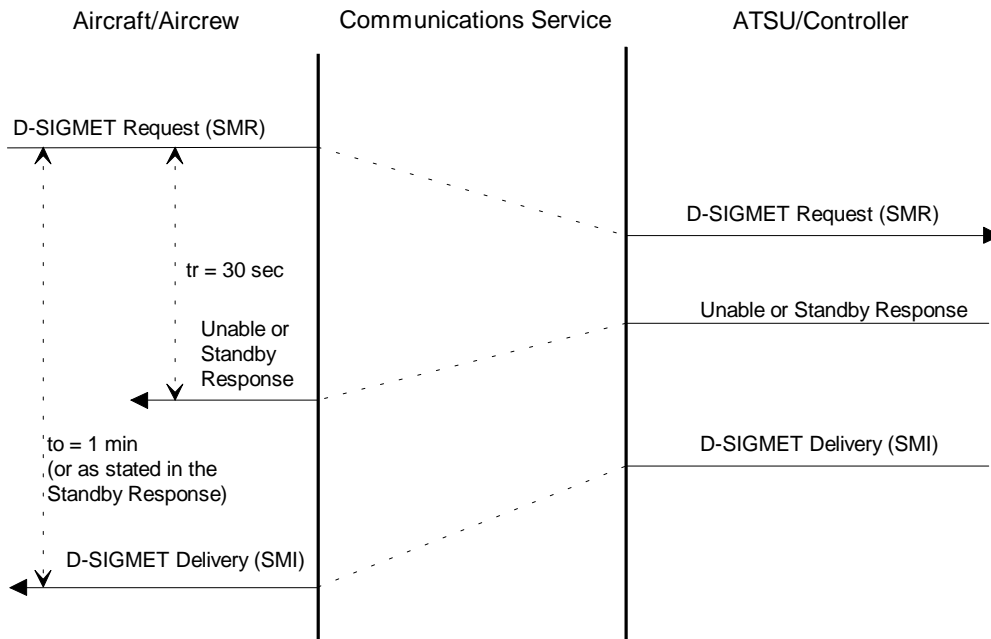 Aircraft/Aircrew
Communications Service
ATSU/Controller
D-SIGMET Request (SMR)
D-SIGMET Request (SMR)
tr = 30 sec
Unable or Standby Response
Unable or
Standby
Response
to = 1 min
(or as stated in the
Standby Response)
D-SIGMET Delivery (SMI)
D-SIGMET Delivery (SMI)